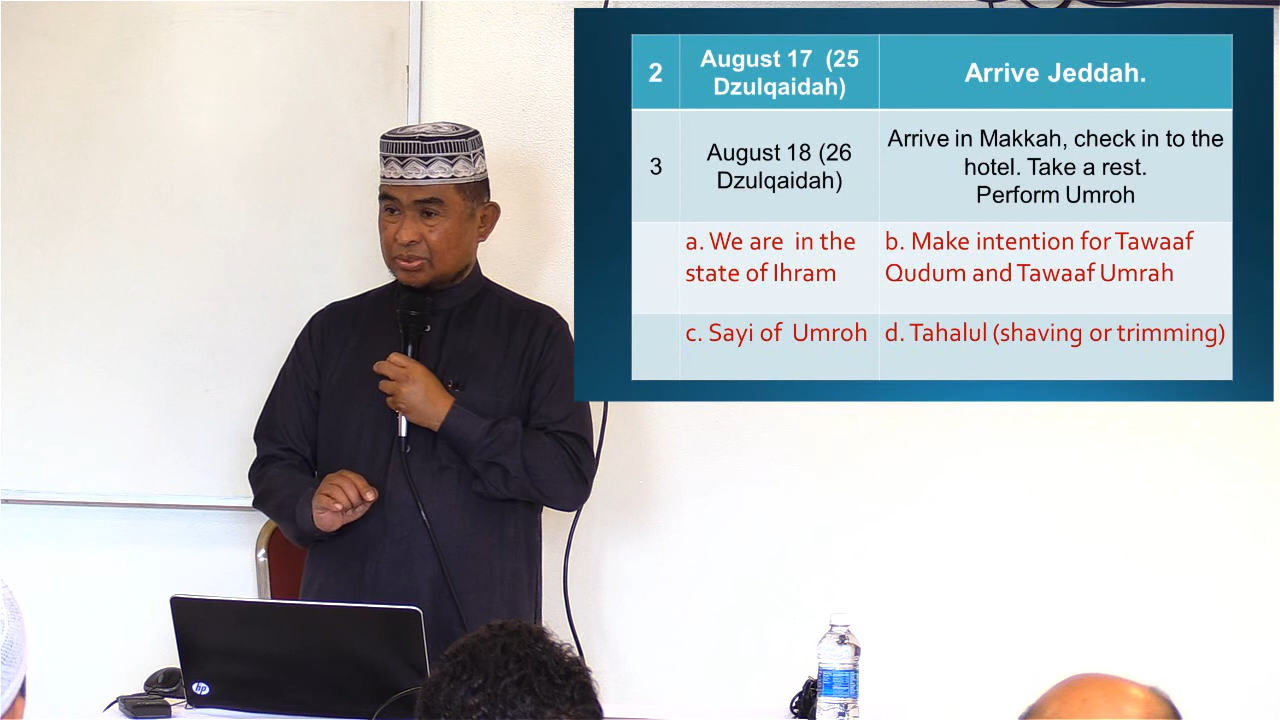 2
August 17 (25
Dzulqaidah)
Arrive Jeddah.
3
August 18 (26
Dzulqaidah)
Arrive in Makkah, check in to the
hotel. Take a rest.
Perform Umroh
a. We are in the
state of Ihram
b. Make intention for Tawaaf
Qudum and Tawaaf Umrah
c. Sayi of Umroh
d. Tahalul (shaving or trimming)
hp